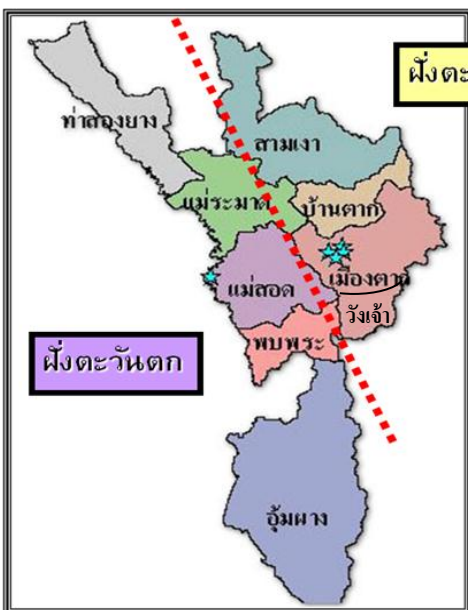 ฝั่งตะ
ท่าสองยาง
สามเงา
แม่ระมาด
บ้านตาก
เมืองตาก
แม่สอด
วังเจ้า
พบพระ
ฝั่งตะวันตก
อุ้มผาง